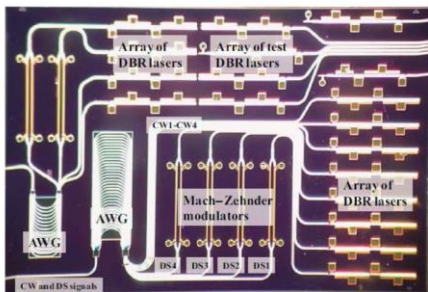 Array of
DBR lasers
Array of test
DBR lasers
CW1-CW4
AWG
AWG
Mach–Zehnder
modulators
Array of
DBR lasers
DS4 DS3 DS2 DS1
CW and DS signals